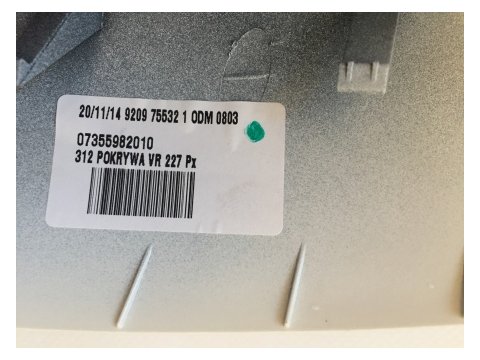 20/11/14 9209 75532 1 ODM 0803
07355982010
312 POKRYWA VR 227 Px